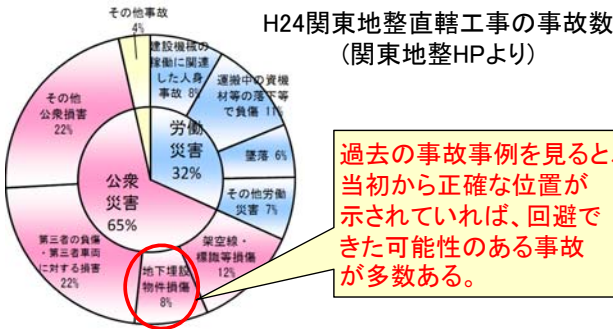 H24関東地整直轄工事の事故数
(関東地整HPより)
その他事故
4%
建設機械の
稼働に関連
した人身
事故 8%
運搬中の資機
材等の落下等
で負傷 11%
墜落 6%
その他労働
災害 7%
労働
災害
32%
架空線・
標識等損傷
12%
地下埋設
物件損傷
8%
第三者の負傷
・第三者車両
に対する損害
22%
その他
公衆損害
22%
公衆
災害
65%
過去の事故事例を見ると、
当初から正確な位置が
示されていれば、回避で
きた可能性のある事故
が多数ある。